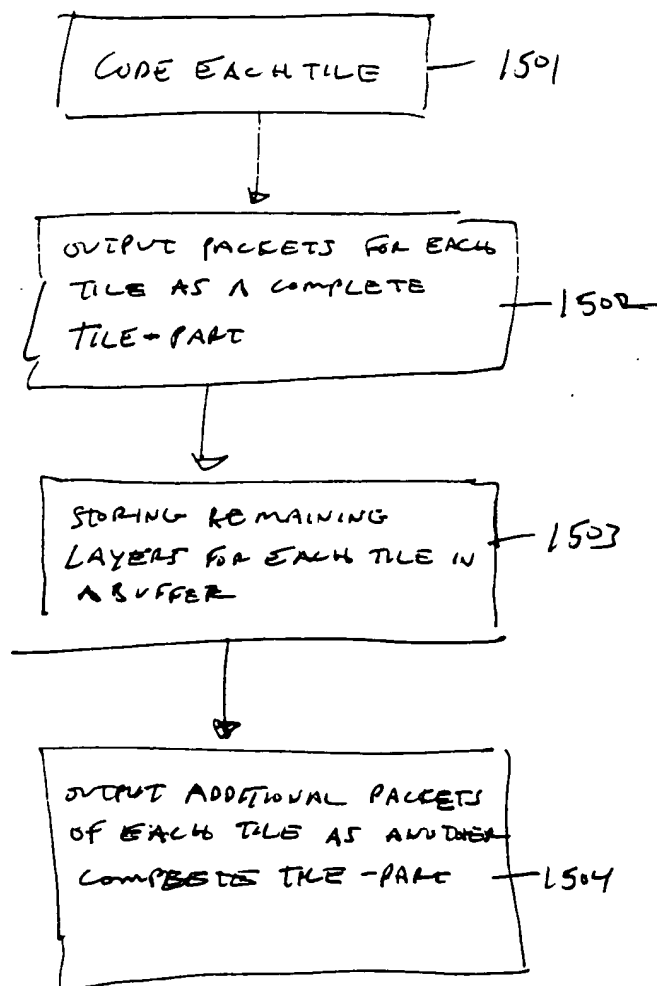 CODE EACH TILE
1501
OUTPUT PACKETS FOR EACH
TILE AS A COMPLETE
TILE-PART
1502
STORING REMAINING
LAYERS FOR EACH TILE IN
A BUFFER
1503
OUTPUT ADDITIONAL PACKETS
OF EACH TILE AS ANOTHER
COMPLETE TILE-PART
1504